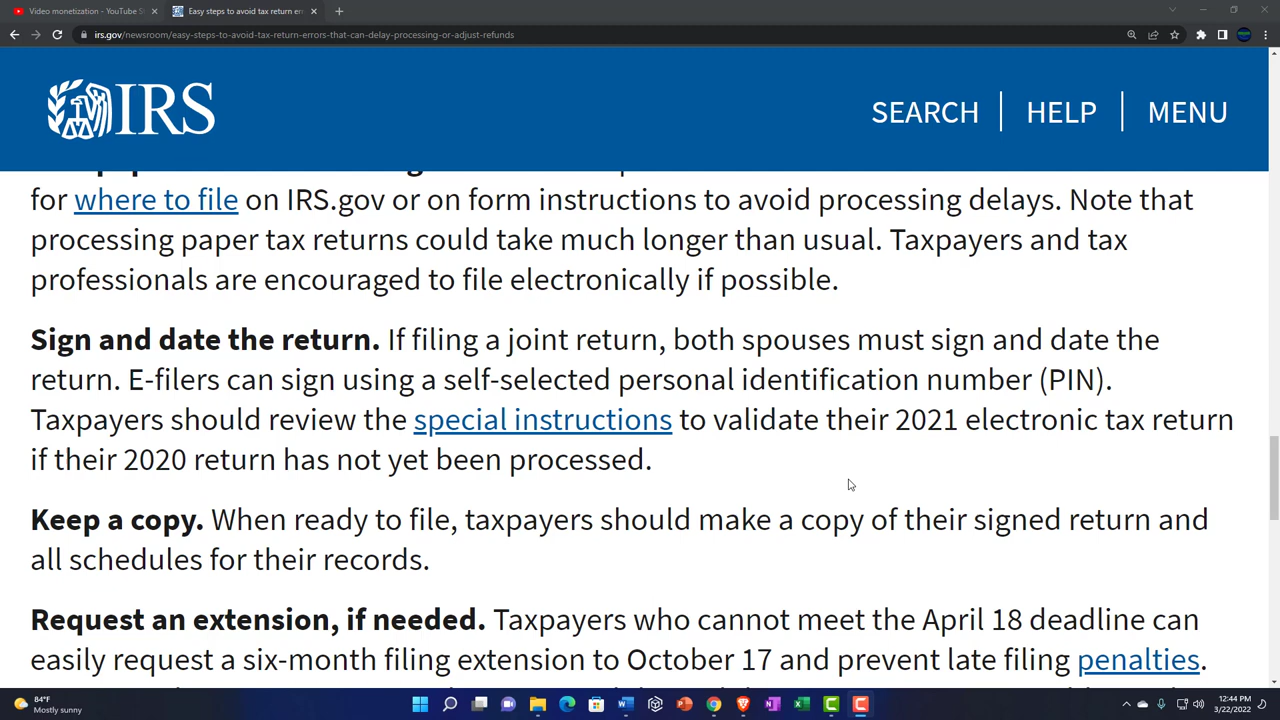 Video monetization - YouTube S
Easy steps to avoid tax return err
irs.gov/newsroom/easy-steps-to-avoid-tax-return-errors-that-can-delay-processing-or-adjust-refunds
IRS
SEARCH
HELP
MENU
for where to file on IRS.gov or on form instructions to avoid processing delays. Note that
processing paper tax returns could take much longer than usual. Taxpayers and tax
professionals are encouraged to file electronically if possible.
Sign and date the return. If filing a joint return, both spouses must sign and date the
return. E-filers can sign using a self-selected personal identification number (PIN).
Taxpayers should review the special instructions to validate their 2021 electronic tax return
if their 2020 return has not yet been processed.
Keep a copy. When ready to file, taxpayers should make a copy of their signed return and
all schedules for their records.
Request an extension, if needed. Taxpayers who cannot meet the April 18 deadline can
easily request a six-month filing extension to October 17 and prevent late filing penalties.
84°F
Mostly sunny
12:44 PM
3/22/2022